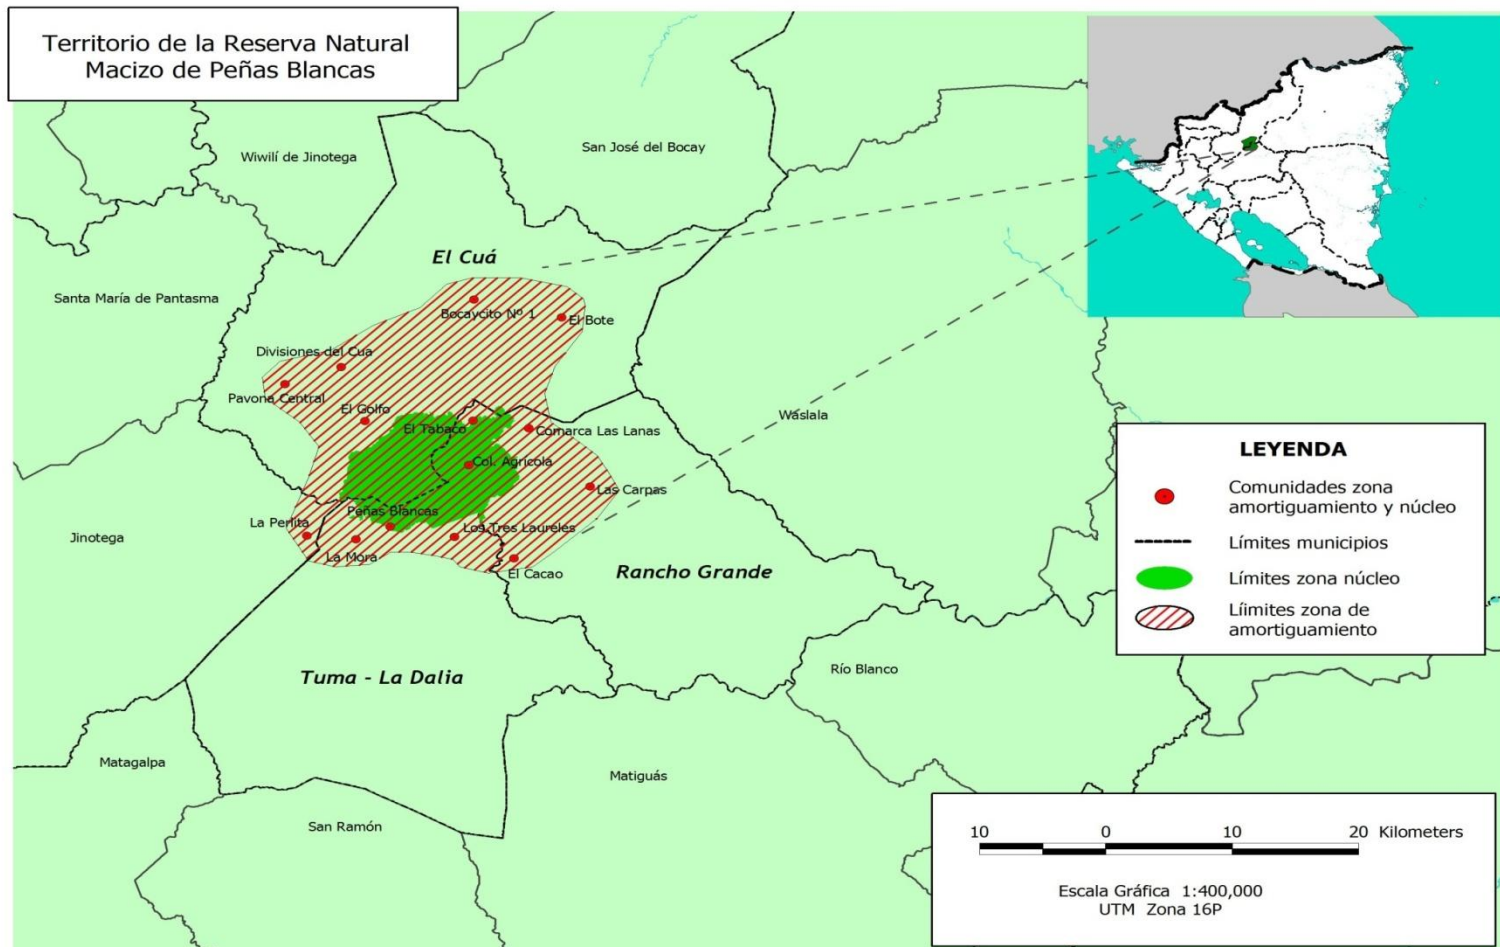 Territorio de la Reserva Natural
Macizo de Peñas Blancas
Wiwilí de Jinotega
San José del Bocay
El Cuá
Santa María de Pantasma
Bocaycito Nº 1
El Bote
Divisiones del Cua
Pavona Central
El Golfo
El Tabaco
Comarca Las Lanas
Waslala
Col. Agricola
Las Carpas
Peñas Blancas
La Perlita
Los Tres Laureles
Jinotega
La Mora
El Cacao
Rancho Grande
Tuma - La Dalia
Río Blanco
Matagalpa
Matiguás
San Ramón
LEYENDA
Comunidades zona
amortiguamiento y núcleo
Límites municipios
Límites zona núcleo
Líimites zona de
amortiguamiento
10 0 10 20 Kilometers
Escala Gráfica 1:400,000
UTM Zona 16P